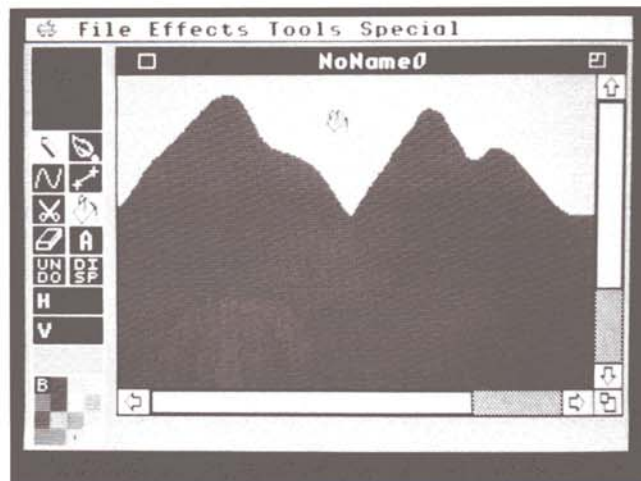 File Effects Tools Special
NoName0
A
UN DI
DO SP
H
V
B